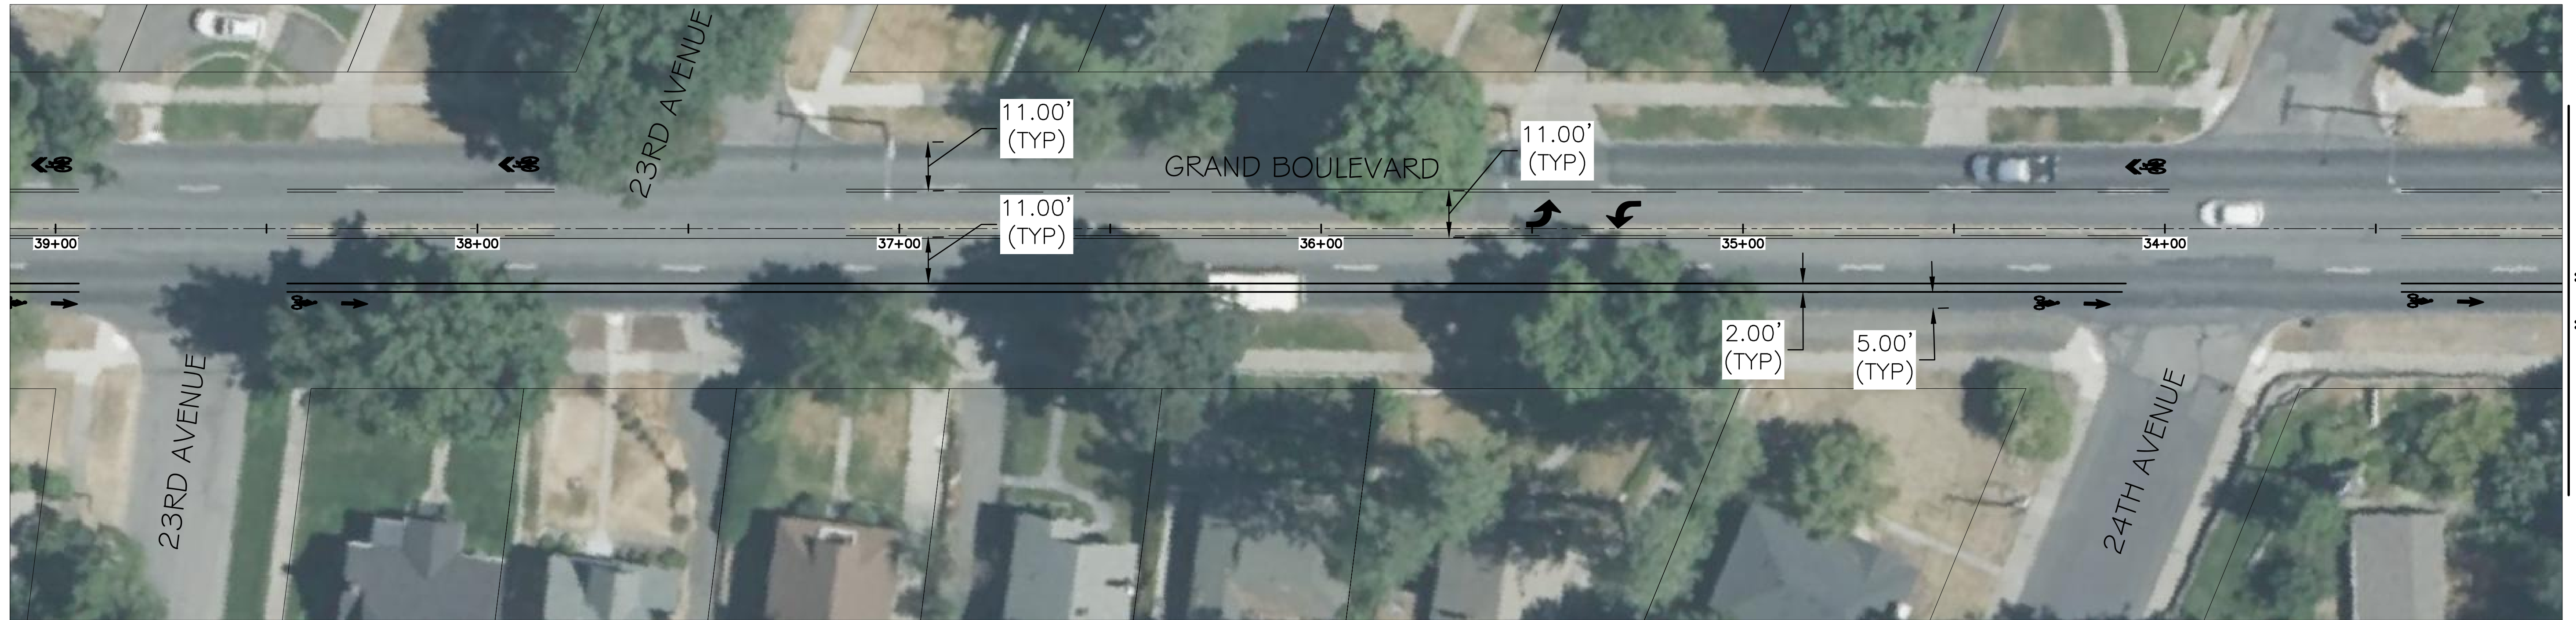 23RD AVENUE
11.00'
(TYP)
GRAND BOULEVARD
11.00'
(TYP)
11.00'
(TYP)
39+00
38+00
37+00
36+00
35+00
34+00
2.00'
(TYP)
5.00'
(TYP)
23RD AVENUE
24TH AVENUE